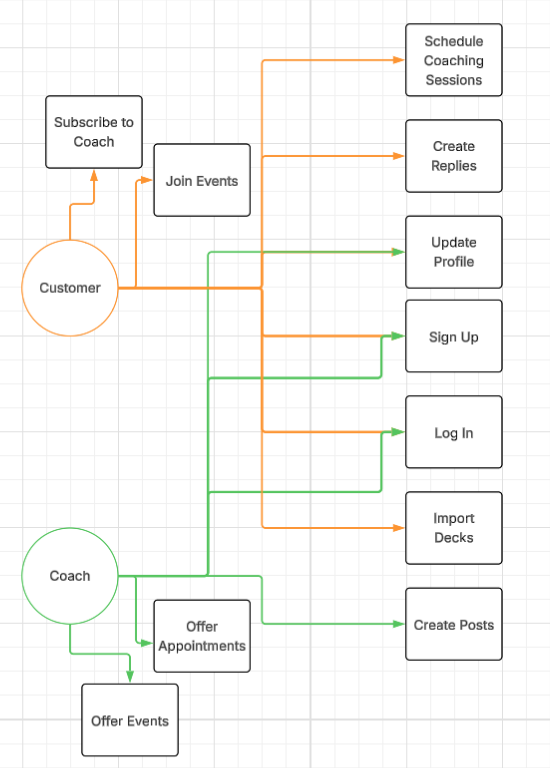 Schedule
Coaching
Sessions
Subscribe to
Coach
Create
Replies
Join Events
Update
Profile
Customer
Sign Up
Log In
Import
Decks
Coach
Offer
Appointments
Create Posts
Offer Events